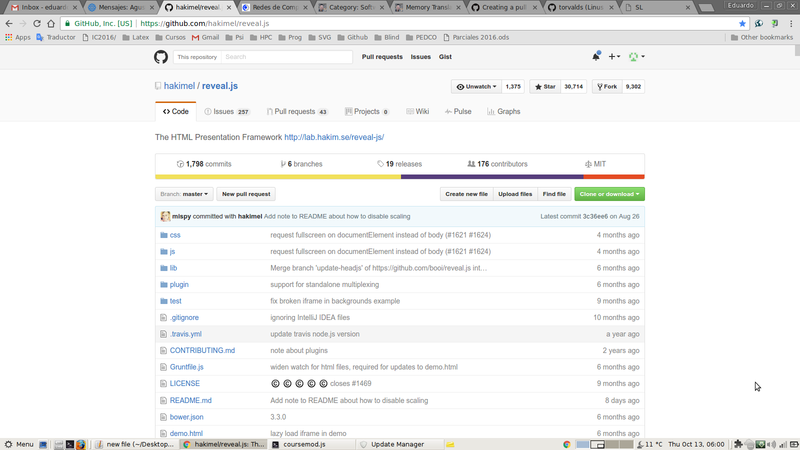 Inbox - eduard
Mensajes: Agu
hakimel/reveal.j
Redes de Comp
Category: Softw
Memory Transl
Creating a pul
torvalds (Linus
SL
Eduardo
GitHub, Inc. [US] https://github.com/hakimel/reveal.js
Apps
Traductor
IC2016/
Latex
Cursos
Gmail
Psi
HPC
Prog
SVG
Github
Blind
PEDCO
Parciales 2016.ods
Other bookmarks
This repository Search
Pull requests Issues Gist
hakimel / reveal.js
Unwatch 1,375 Star 30,714 Fork 9,302
Code Issues 257 Pull requests 43 Projects 0 Wiki Pulse Graphs
The HTML Presentation Framework http://lab.hakim.se/reveal-js/
1,798 commits 6 branches 19 releases 176 contributors MIT
Branch: master New pull request Create new file Upload files Find file Clone or download
mispy committed with hakimel Add note to README about how to disable scaling Latest commit 3c36ee6 on Aug 26
css request fullscreen on documentElement instead of body (#1621 #1624) 4 months ago
js request fullscreen on documentElement instead of body (#1621 #1624) 4 months ago
lib Merge branch 'update-headjs' of https://github.com/booi/reveal.js int… 6 months ago
plugin support for standalone multiplexing 6 months ago
test fix broken iframe in backgrounds example 9 months ago
.gitignore ignoring IntelliJ IDEA files 10 months ago
.travis.yml update travis node.js version a year ago
CONTRIBUTING.md note about plugins 2 years ago
Gruntfile.js widen watch for html files, required for updates to demo.html 6 months ago
LICENSE © © © © © closes #1469 9 months ago
README.md Add note to README about how to disable scaling 8 days ago
bower.json 3.3.0 6 months ago
demo.html lazy load iframe in demo 6 months ago
Menu new file (~/Desktop... hakimel/reveal.js: Th... coursemod.js Update Manager 11 °C Thu Oct 13, 06:00